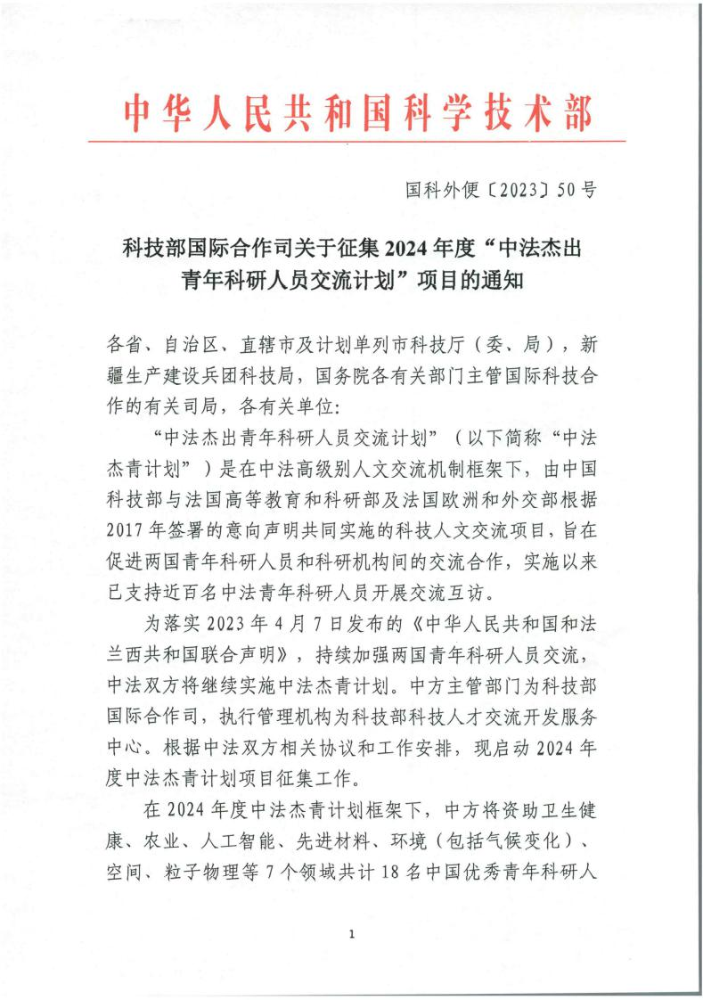 中华人民共和国科学技术部
国科外便〔2023〕50号
科技部国际合作司关于征集2024年度“中法杰出
青年科研人员交流计划”项目的通知
各省、自治区、直辖市及计划单列市科技厅（委、局），新
疆生产建设兵团科技局，国务院各有关部门主管国际科技合
作的有关司局，各有关单位：
“中法杰出青年科研人员交流计划”（以下简称“中法
杰青计划”）是在中法高级别人文交流机制框架下，由中国
科技部与法国高等教育和科研部及法国欧洲和外交部根据
2017年签署的意向声明共同实施的科技人文交流项目，旨在
促进两国青年科研人员和科研机构间的交流合作，实施以来
已支持近百名中法青年科研人员开展交流互访。
为落实2023年4月7日发布的《中华人民共和国和法
兰西共和国联合声明》，持续加强两国青年科研人员交流，
中法双方将继续实施中法杰青计划。中方主管部门为科技部
国际合作司，执行管理机构为科技部科技人才交流开发服务
中心。根据中法双方相关协议和工作安排，现启动2024年
度中法杰青计划项目征集工作。
在2024年度中法杰青计划框架下，中方将资助卫生健
康、农业、人工智能、先进材料、环境（包括气候变化）、
空间、粒子物理等7个领域共计18名中国优秀青年科研人
1